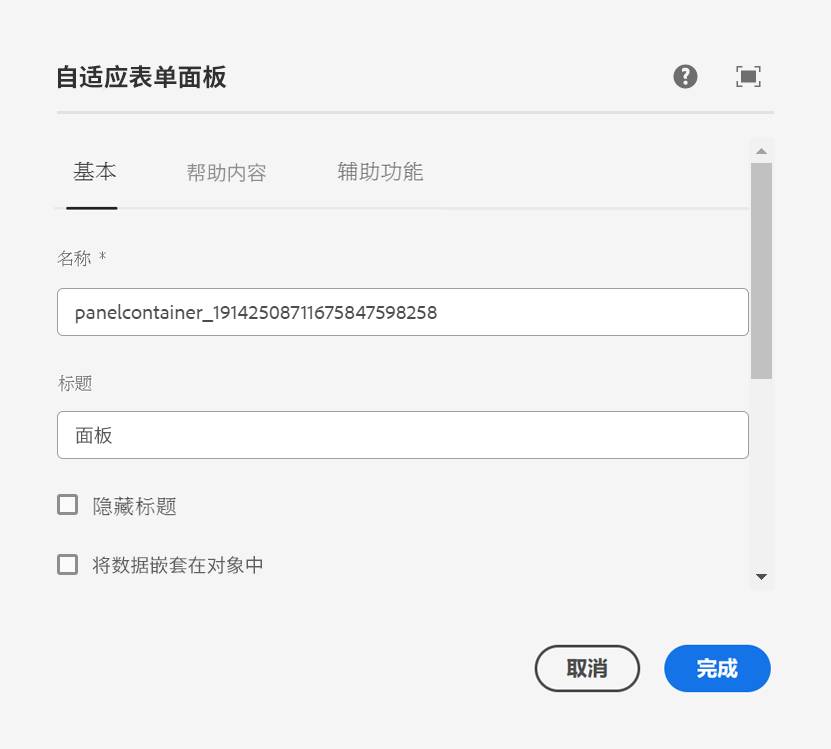 自适应表单面板
基本 帮助内容 辅助功能
名称 *
panelcontainer_19142508711675847598258
标题
面板
隐藏标题
将数据嵌套在对象中
取消 完成